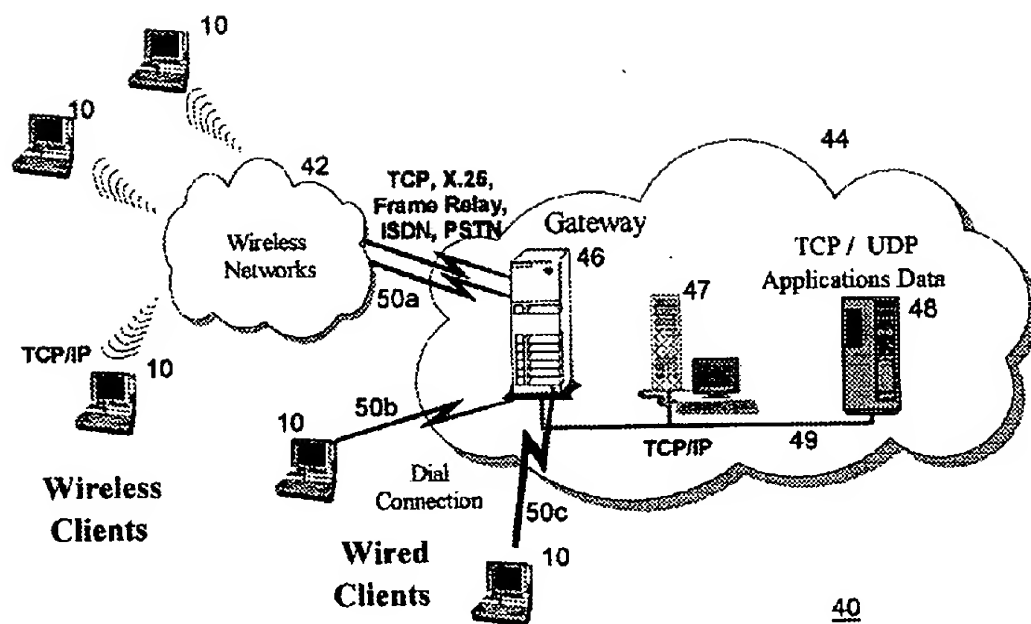 10
10
42
44
TCP, X.25,
Frame Relay,
ISDN, PSTN
Gateway
46
Wireless
Networks
TCP / UDP
Applications Data
47
48
50a
TCP/IP
10
50b
10
TCP/IP
49
Wireless
Clients
Dial
Connection
50c
Wired
Clients
10
40